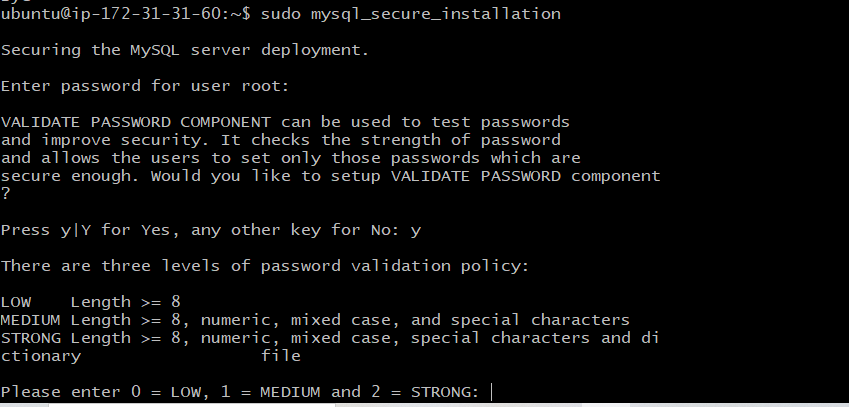 ubuntu@ip-172-31-31-60:~$ sudo mysql_secure_installation
Securing the MySQL server deployment.
Enter password for user root:
VALIDATE PASSWORD COMPONENT can be used to test passwords
and improve security. It checks the strength of password
and allows the users to set only those passwords which are
secure enough. Would you like to setup VALIDATE PASSWORD component
?
Press y|Y for Yes, any other key for No: y
There are three levels of password validation policy:
LOW    Length >= 8
MEDIUM Length >= 8, numeric, mixed case, and special characters
STRONG Length >= 8, numeric, mixed case, special characters and di
ctionary                  file
Please enter 0 = LOW, 1 = MEDIUM and 2 = STRONG: